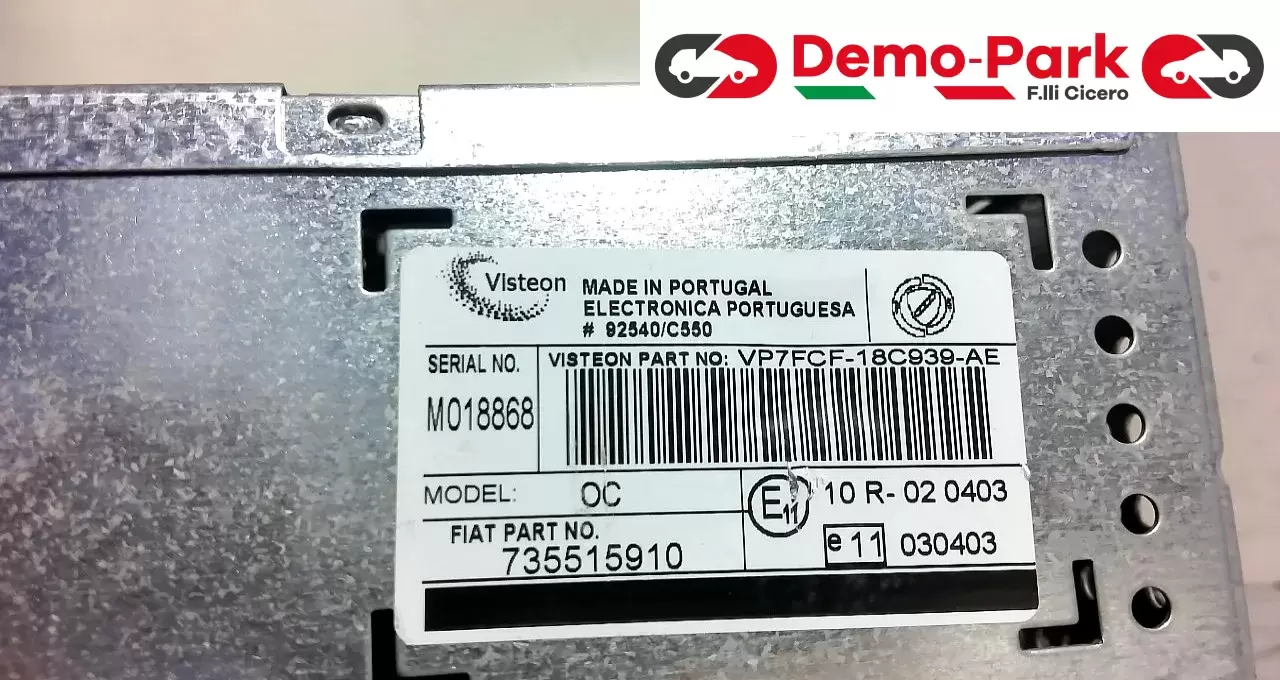 Demo-Park
F.lli Cicero
Visteon
MADE IN PORTUGAL
ELECTRONICA PORTUGUESA
# 92540/C550
SERIAL NO.
M018868
VISTEON PART NO: VP7FCF-18C939-AE
MODEL: OC
FIAT PART NO.
735515910
E11 10 R- 02 0403
e 11 030403